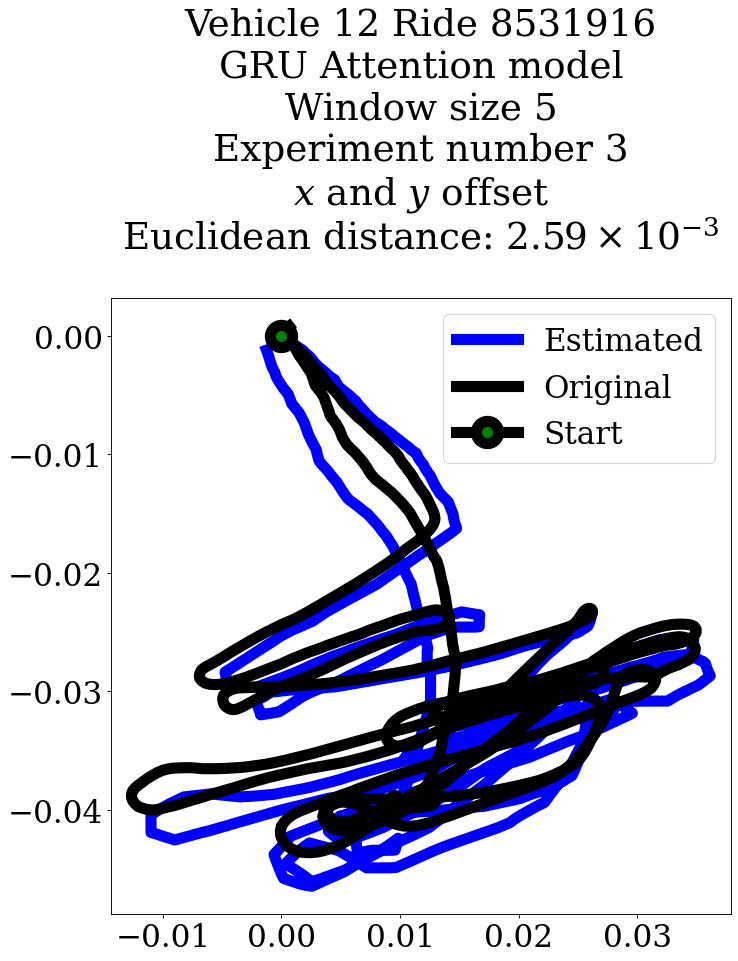 Vehicle 12 Ride 8531916
GRU Attention model
Window size 5
Experiment number 3
x and y offset
Euclidean distance: 2.59 × 10⁻³
Estimated
Original
Start
0.00
−0.01
−0.02
−0.03
−0.04
−0.01 0.00 0.01 0.02 0.03